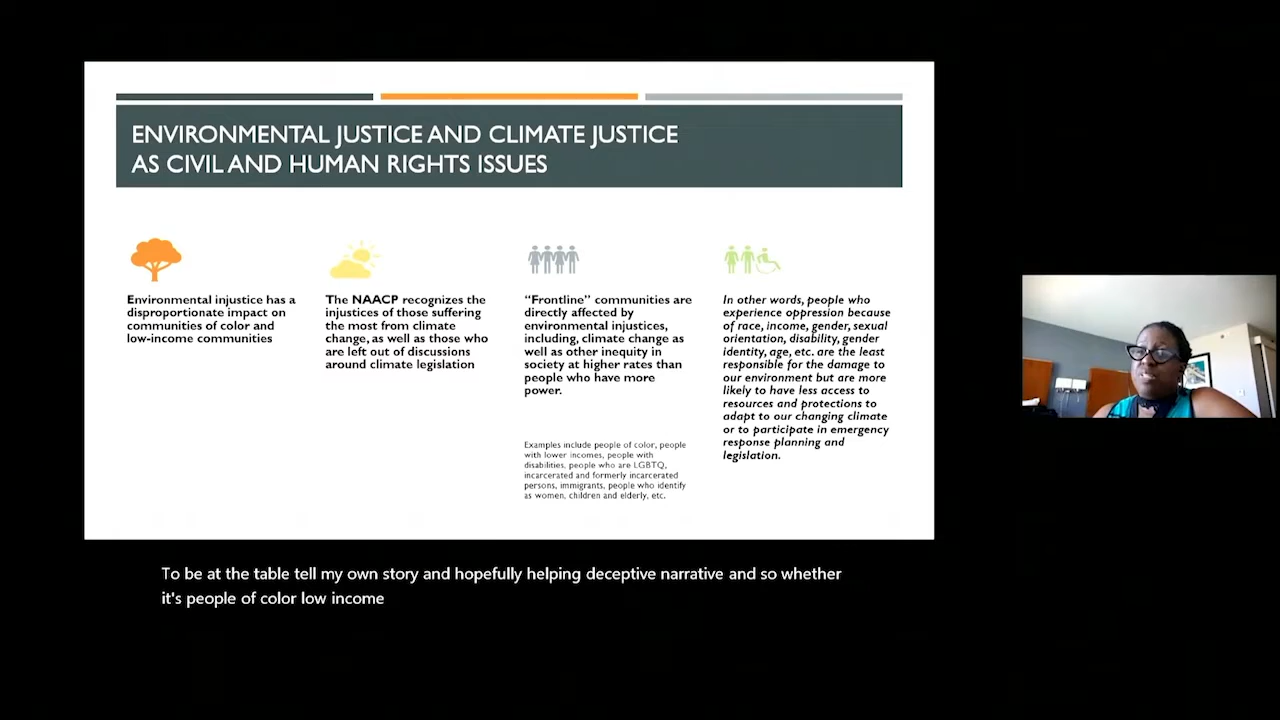 ENVIRONMENTAL JUSTICE AND CLIMATE JUSTICE
AS CIVIL AND HUMAN RIGHTS ISSUES
Environmental injustice has a
disproportionate impact on
communities of color and
low-income communities
The NAACP recognizes the
injustices of those suffering
the most from climate
change, as well as those who
are left out of discussions
around climate legislation
“Frontline” communities are
directly affected by
environmental injustices,
including, climate change as
well as other inequity in
society at higher rates than
people who have more
power.
Examples include people of color, people
with lower incomes, people with
disabilities, people who are LGBTQ,
incarcerated and formerly incarcerated
persons, immigrants, people who identify
as women, children and elderly, etc.
In other words, people who
experience oppression because
of race, income, gender, sexual
orientation, disability, gender
identity, age, etc. are the least
responsible for the damage to
our environment but are more
likely to have less access to
resources and protections to
adapt to our changing climate
or to participate in emergency
response planning and
legislation.
To be at the table tell my own story and hopefully helping deceptive narrative and so whether
it's people of color low income